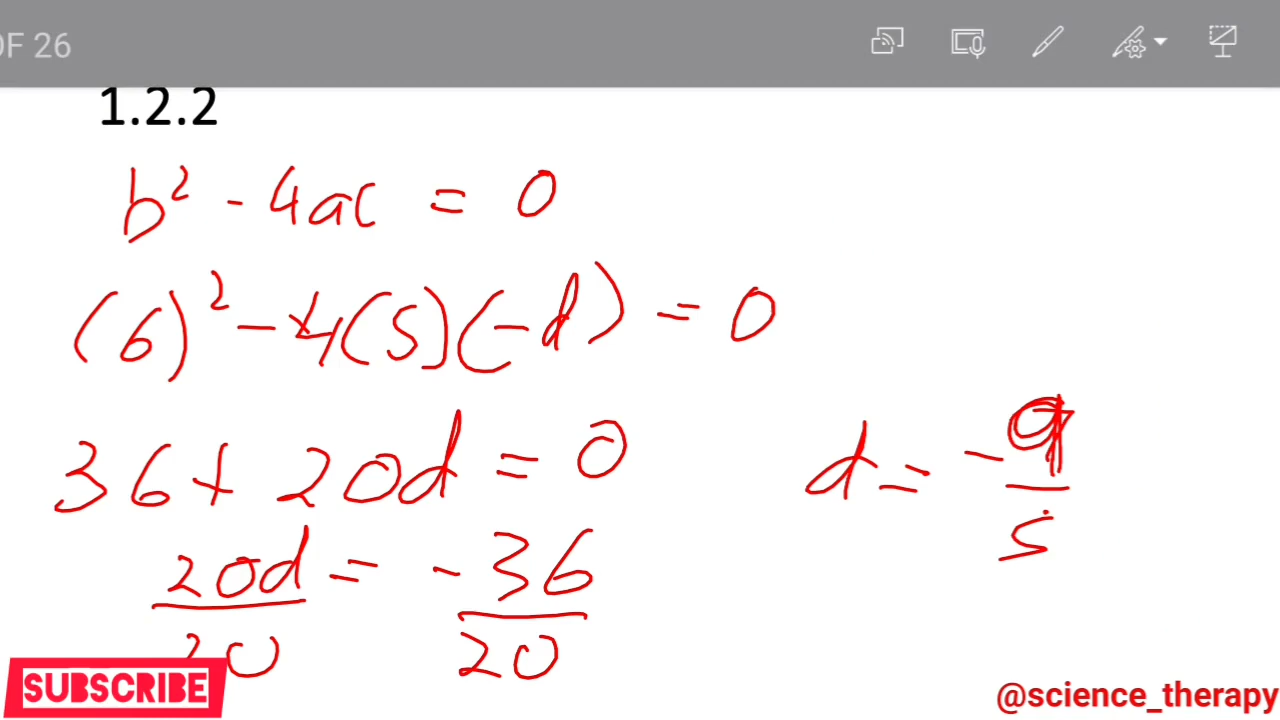 OF 26
1.2.2
b² - 4ac = 0
(6)² - 4(5)(-d) = 0
36 + 20d = 0
20d = -36
20 20
d = -9
5
SUBSCRIBE
@science_therapy